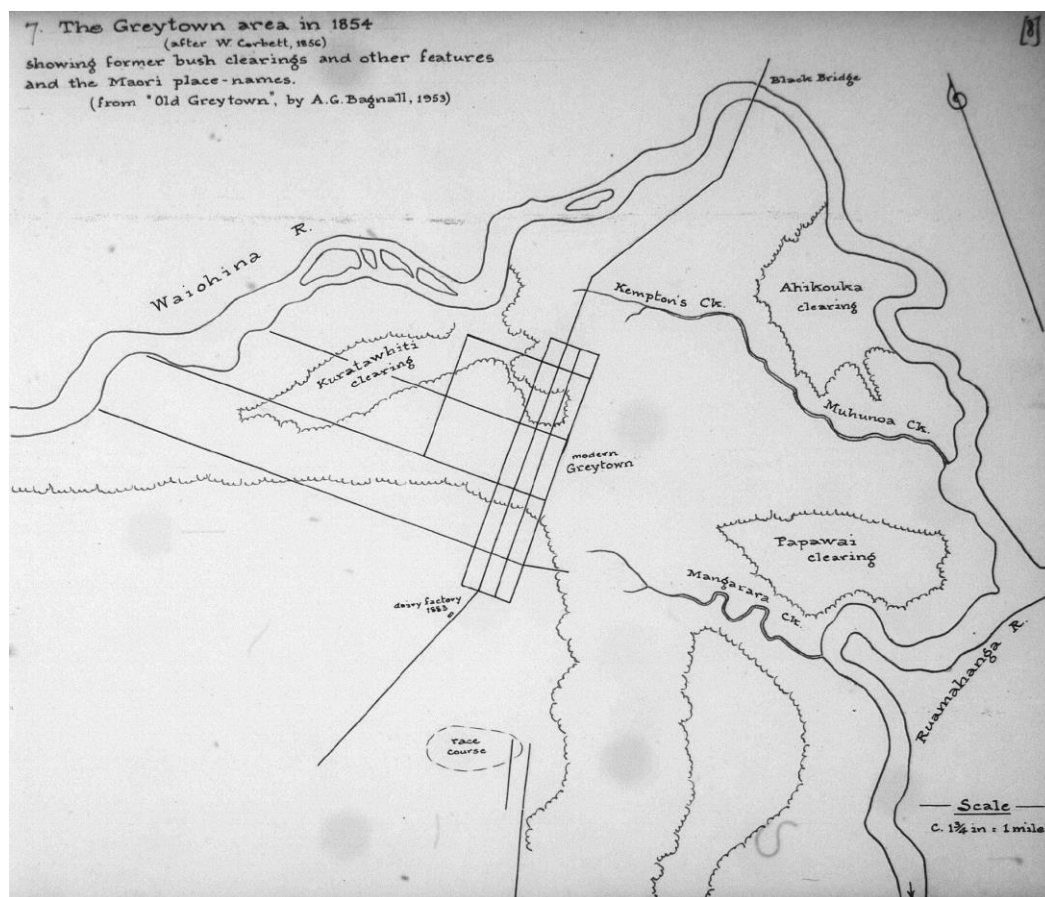 7. The Greytown area in 1854
(after W. Corbett, 1856)
showing former bush clearings and other features
and the Maori place-names.
(from "Old Greytown", by A.G. Bagnall, 1953)
[8]
Black Bridge
Waiohina R.
Kempton's Ck.
Ahikouka
clearing
Kuratawhiti
clearing
Muhunoa Ck.
modern
Greytown
Papawai
clearing
Mangarara Ck.
dairy factory
1883
Ruamahanga R.
race
course
Scale
C. 1¾ in = 1 mile